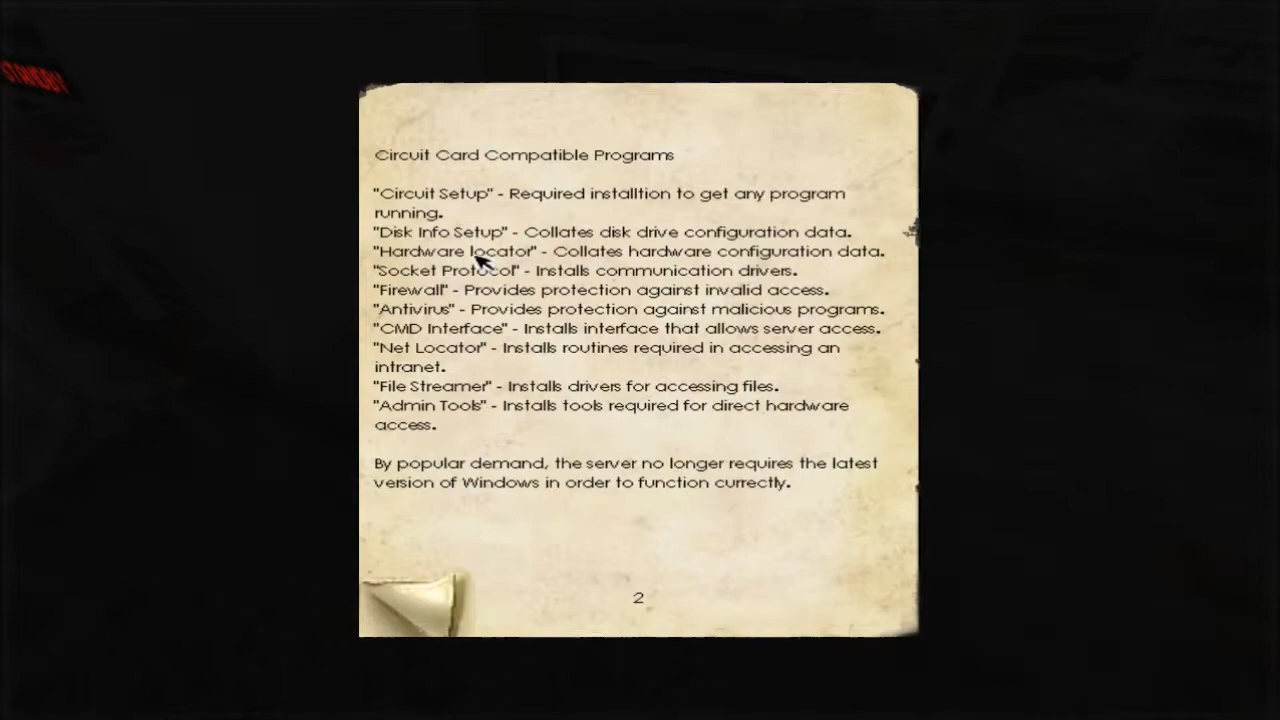 STANDBY
Circuit Card Compatible Programs
"Circuit Setup" - Required installtion to get any program
running.
"Disk Info Setup" - Collates disk drive configuration data.
"Hardware locator" - Collates hardware configuration data.
"Socket Protocol" - Installs communication drivers.
"Firewall" - Provides protection against invalid access.
"Antivirus" - Provides protection against malicious programs.
"CMD Interface" - Installs interface that allows server access.
"Net Locator" - Installs routines required in accessing an
intranet.
"File Streamer" - Installs drivers for accessing files.
"Admin Tools" - Installs tools required for direct hardware
access.
By popular demand, the server no longer requires the latest
version of Windows in order to function currectly.
2